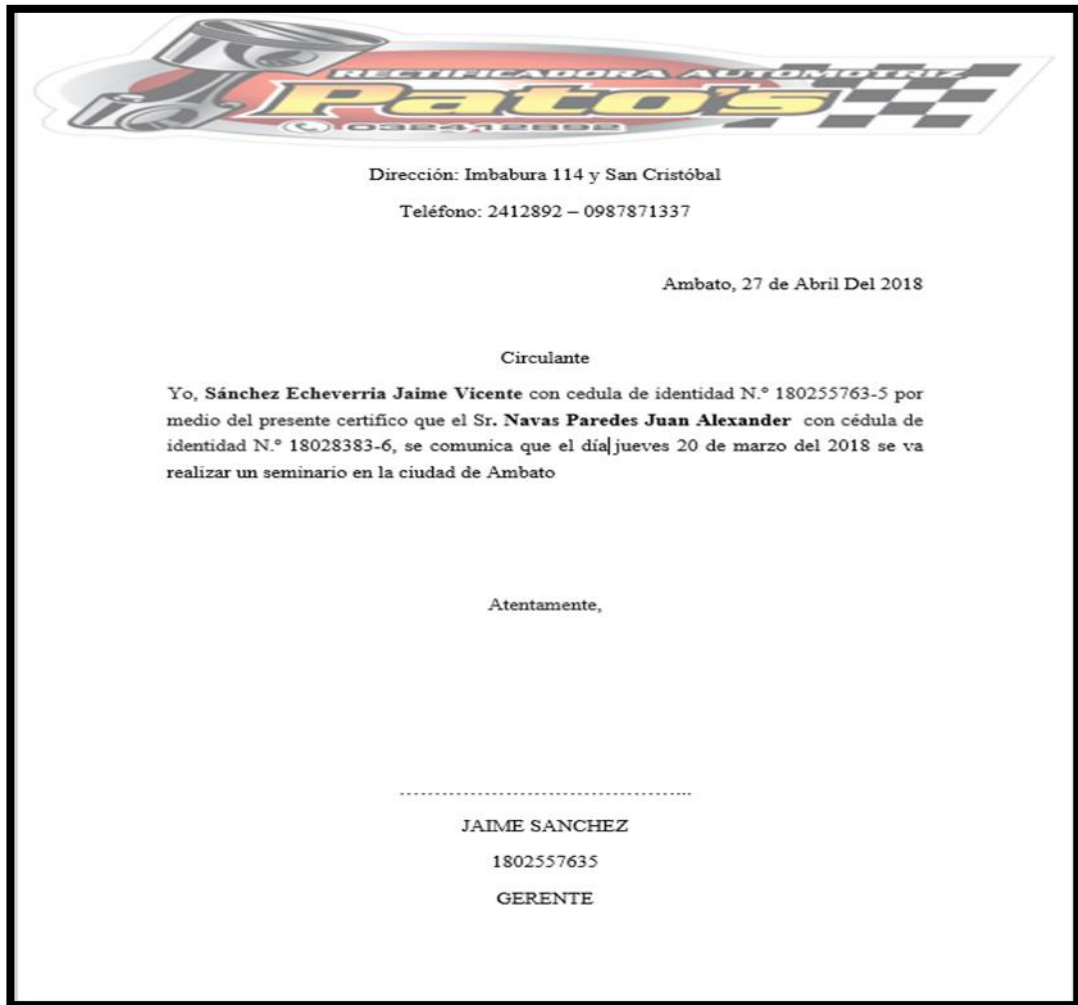 RECTIFICADORA AUTOMOTRIZ
Pato's
032412892
Dirección: Imbabura 114 y San Cristóbal
Teléfono: 2412892 – 0987871337
Ambato, 27 de Abril Del 2018
Circulante
Yo, Sánchez Echeverria Jaime Vicente con cedula de identidad N.º 180255763-5 por
medio del presente certifico que el Sr. Navas Paredes Juan Alexander con cédula de
identidad N.º 18028383-6, se comunica que el día jueves 20 de marzo del 2018 se va
realizar un seminario en la ciudad de Ambato
Atentamente,
JAIME SANCHEZ
1802557635
GERENTE